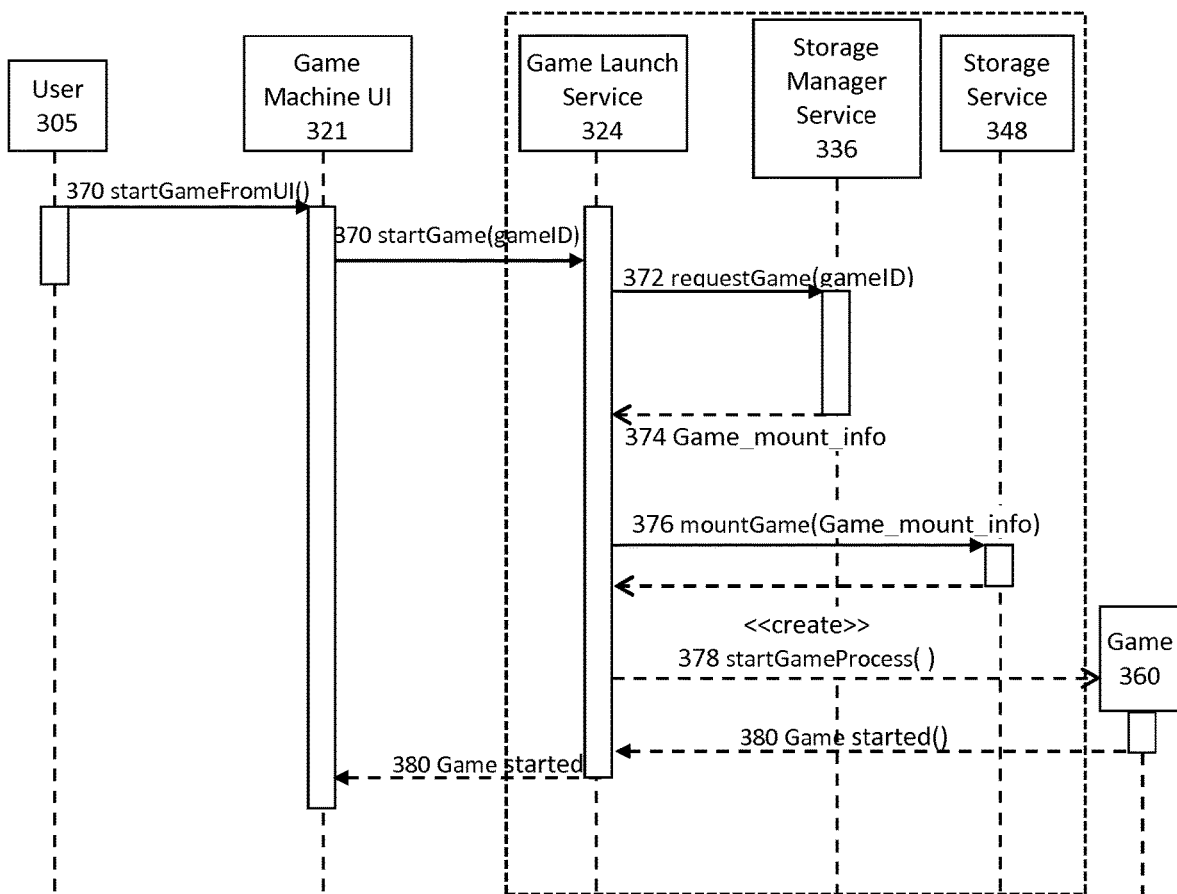 User
305
Game
Machine UI
321
Game Launch
Service
324
Storage
Manager
Service
336
Storage
Service
348
370 startGameFromUI()
370 startGame(gameID)
372 requestGame(gameID)
374 Game_mount_info
376 mountGame(Game_mount_info)
<<create>>
378 startGameProcess( )
Game
360
380 Game started()
380 Game started